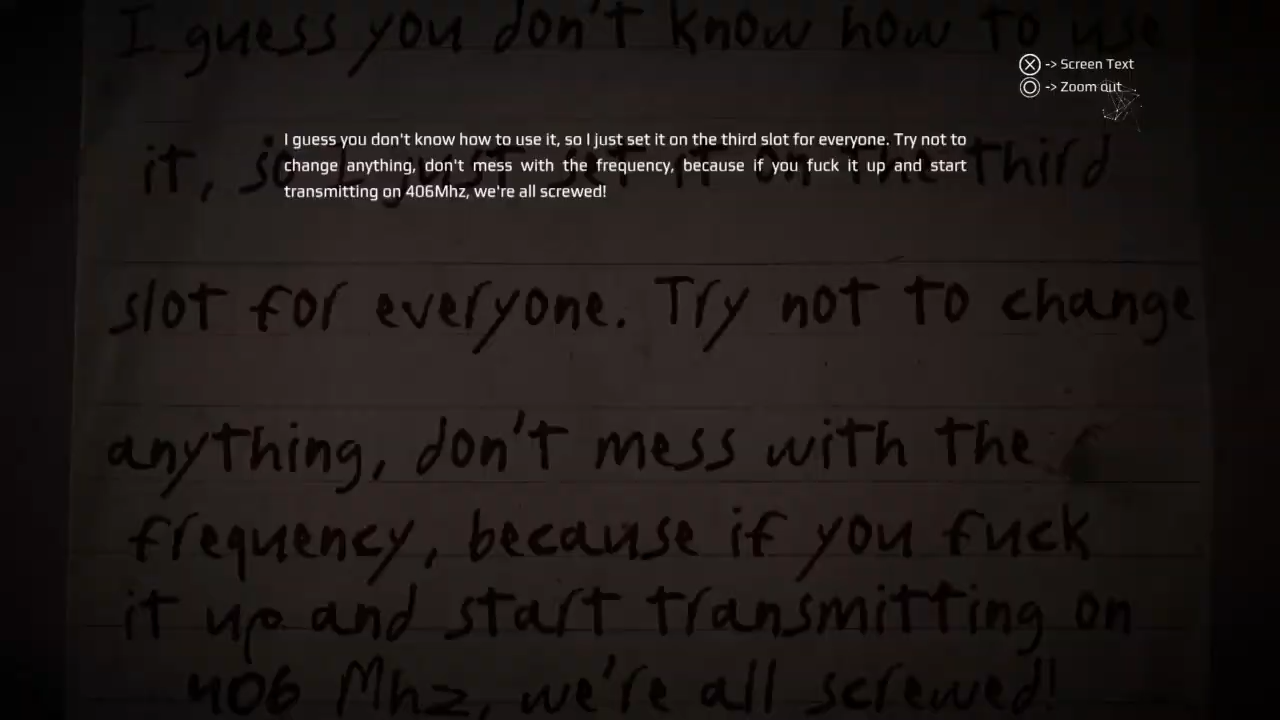 I guess you don't know how to use
-> Screen Text
-> Zoom out
I guess you don't know how to use it, so I just set it on the third slot for everyone. Try not to
change anything, don't mess with the frequency, because if you fuck it up and start
transmitting on 406Mhz, we're all screwed!
it, so I just set it on the third
slot for everyone. Try not to change
anything, don't mess with the
frequency, because if you fuck
it up and start transmitting on
406 Mhz, we're all screwed!